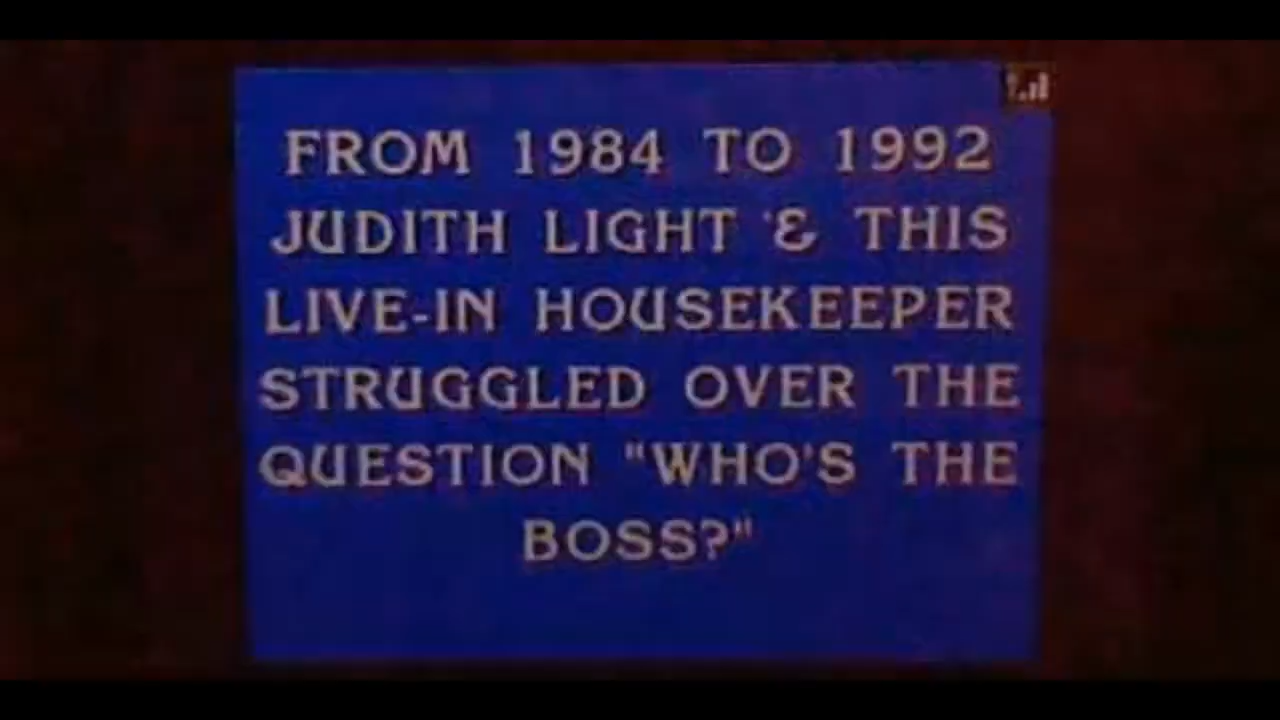 FROM 1984 TO 1992
JUDITH LIGHT & THIS
LIVE-IN HOUSEKEEPER
STRUGGLED OVER THE
QUESTION "WHO'S THE
BOSS?"